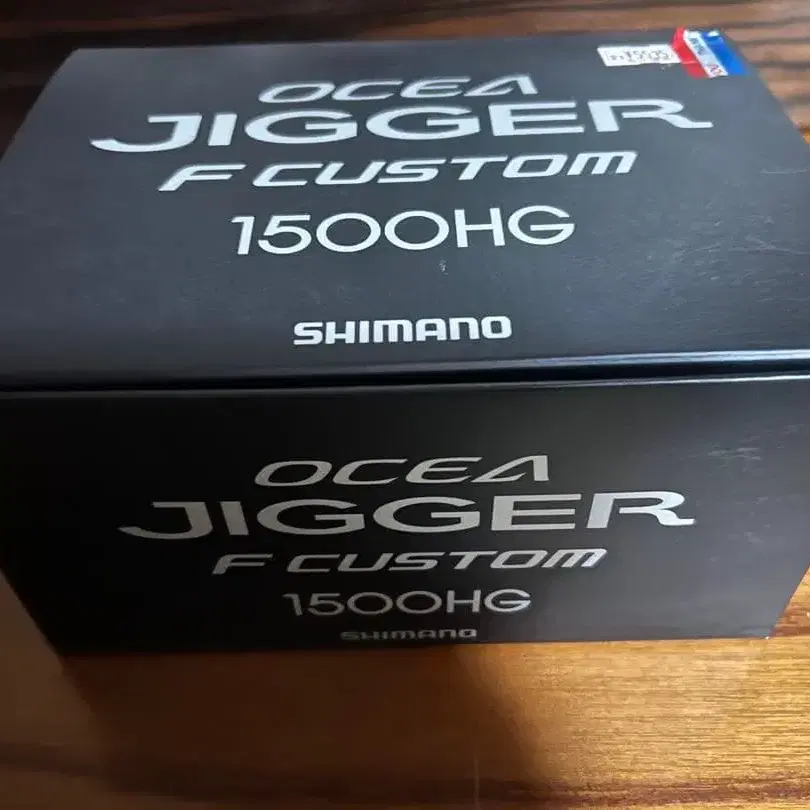 OCEA
JIGGER
F CUSTOM
1500HG
SHIMANO
OCEA
JIGGER
F CUSTOM
1500HG
SHIMANO